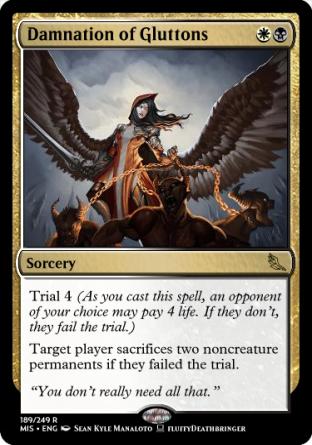 Damnation of Gluttons
Sorcery
Trial 4 (As you cast this spell, an opponent
of your choice may pay 4 life. If they don't,
they fail the trial.)
Target player sacrifices two noncreature
permanents if they failed the trial.
“You don't really need all that.”
189/249 R
MIS • ENG Sean Kyle Manaloto fluffyDeathbringer